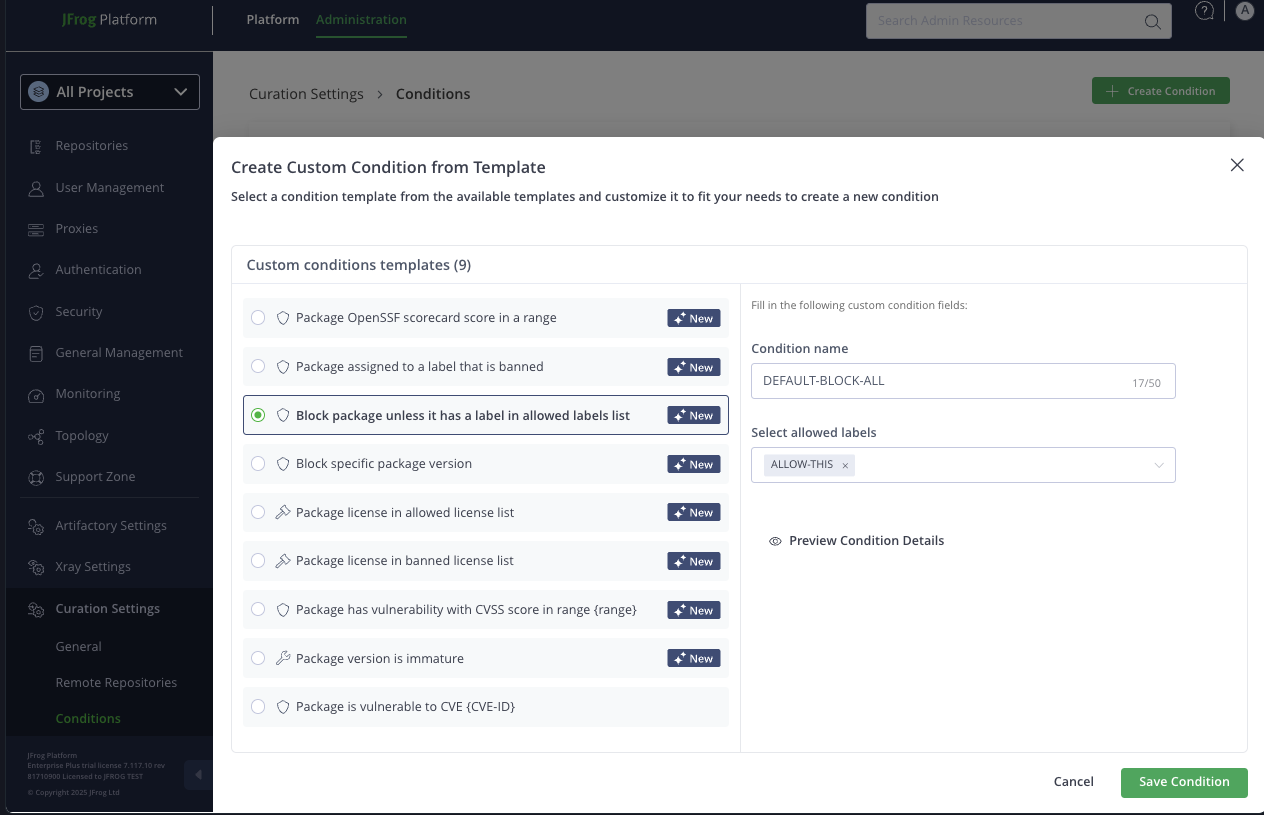 JFrog Platform
Platform
Administration
Search Admin Resources
?
A
All Projects
Repositories
User Management
Proxies
Authentication
Security
General Management
Monitoring
Topology
Support Zone
Artifactory Settings
Xray Settings
Curation Settings
General
Remote Repositories
Conditions
JFrog Platform
Enterprise Plus trial license 7.117.10 rev
81710900 Licensed to JFROG TEST
© Copyright 2025 JFrog Ltd
Curation Settings > Conditions
+ Create Condition
Create Custom Condition from Template
Select a condition template from the available templates and customize it to fit your needs to create a new condition
Custom conditions templates (9)
Package OpenSSF scorecard score in a range New
Package assigned to a label that is banned New
Block package unless it has a label in allowed labels list New
Block specific package version New
Package license in allowed license list New
Package license in banned license list New
Package has vulnerability with CVSS score in range {range} New
Package version is immature New
Package is vulnerable to CVE {CVE-ID}
Fill in the following custom condition fields:
Condition name
DEFAULT-BLOCK-ALL 17/50
Select allowed labels
ALLOW-THIS ×
Preview Condition Details
Cancel
Save Condition